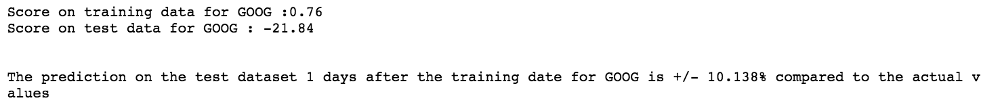 Score on training data for GOOG :0.76
Score on test data for GOOG : -21.84
The prediction on the test dataset 1 days after the training date for GOOG is +/- 10.138% compared to the actual v
alues